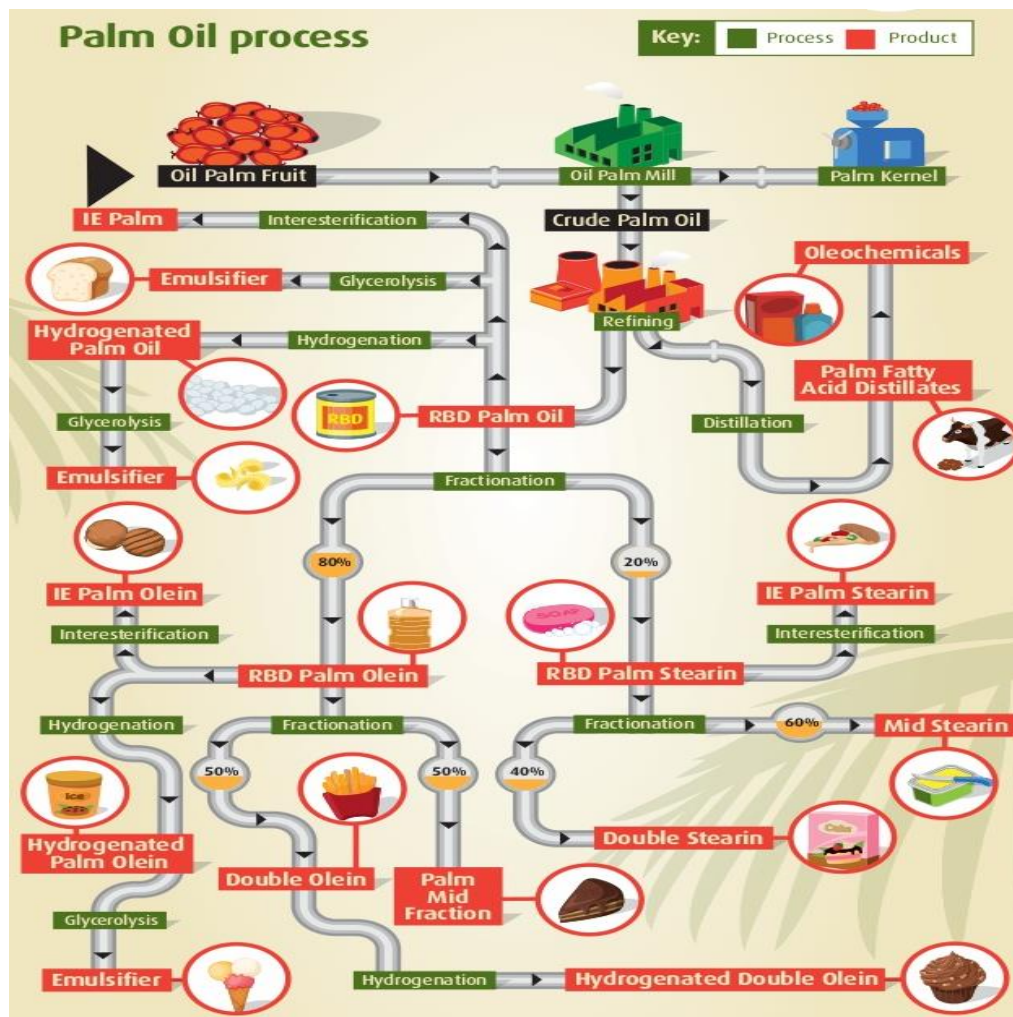 Palm Oil process
Key: Process Product
Oil Palm Fruit
Oil Palm Mill
Palm Kernel
IE Palm
Interesterification
Crude Palm Oil
Oleochemicals
Emulsifier
Glycerolysis
Hydrogenated
Palm Oil
Hydrogenation
Refining
Palm Fatty
Acid Distillates
RBD
RBD Palm Oil
Glycerolysis
Distillation
Emulsifier
Fractionation
80%
20%
IE Palm Olein
IE Palm Stearin
SOAP
Interesterification
Interesterification
RBD Palm Olein
RBD Palm Stearin
Hydrogenation
Fractionation
Fractionation
60%
Mid Stearin
50%
50%
40%
Ice
Hydrogenated
Palm Olein
Double Olein
Palm
Mid
Fraction
Double Stearin
Glycerolysis
Emulsifier
Hydrogenation
Hydrogenated Double Olein